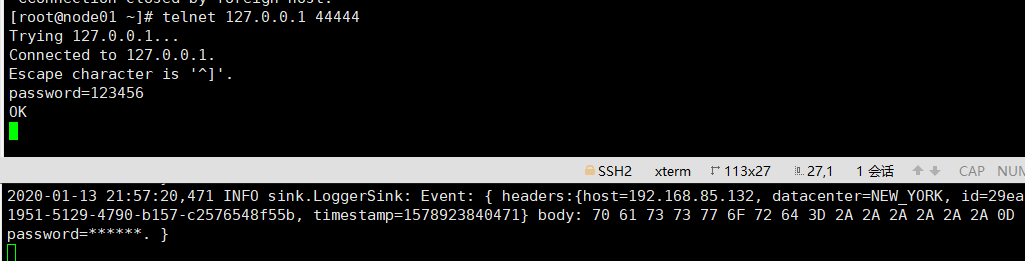 [root@node01 ~]# telnet 127.0.0.1 44444
Trying 127.0.0.1...
Connected to 127.0.0.1.
Escape character is '^]'.
password=123456
OK
SSH2 xterm 113x27 27,1 1 会话 CAP NUM
2020-01-13 21:57:20,471 INFO sink.LoggerSink: Event: { headers:{host=192.168.85.132, datacenter=NEW_YORK, id=29ea
1951-5129-4790-b157-c2576548f55b, timestamp=1578923840471} body: 70 61 73 73 77 6F 72 64 3D 2A 2A 2A 2A 2A 2A 0D
password=******. }